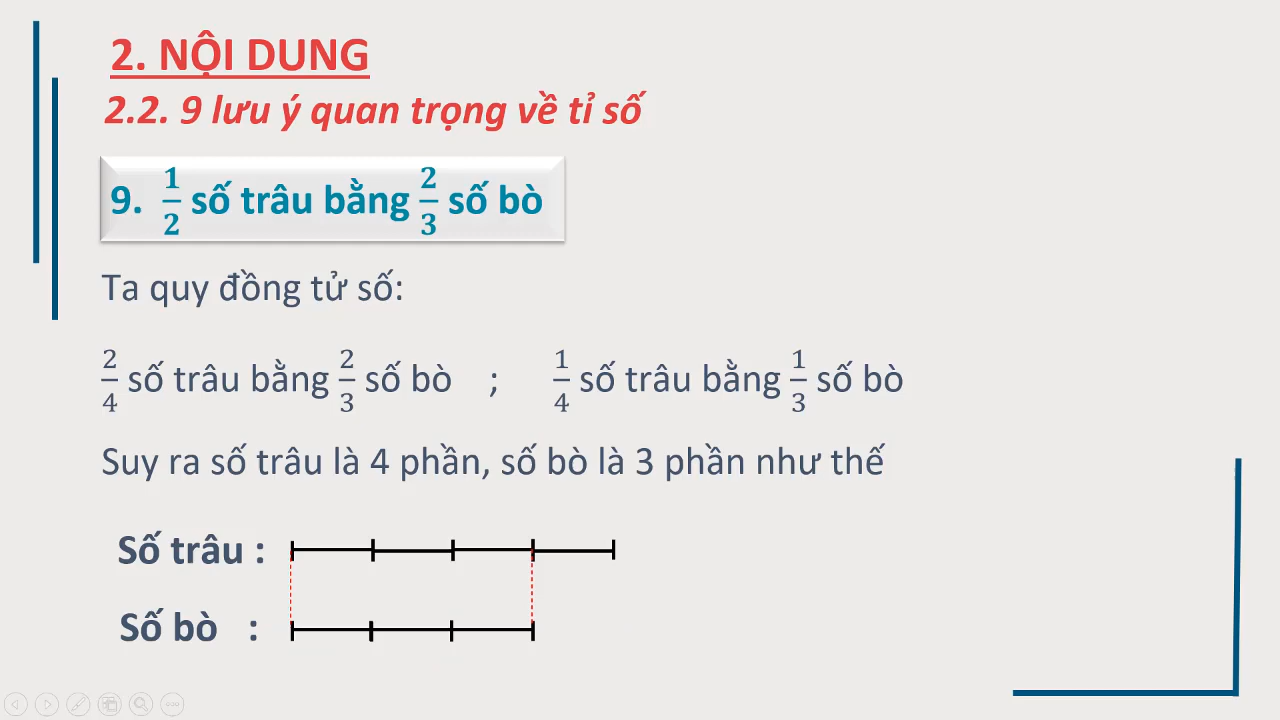 2. NỘI DUNG
2.2. 9 lưu ý quan trọng về tỉ số
9. 1/2 số trâu bằng 2/3 số bò
Ta quy đồng tử số:
2/4 số trâu bằng 2/3 số bò ; 1/4 số trâu bằng 1/3 số bò
Suy ra số trâu là 4 phần, số bò là 3 phần như thế
Số trâu :
Số bò :